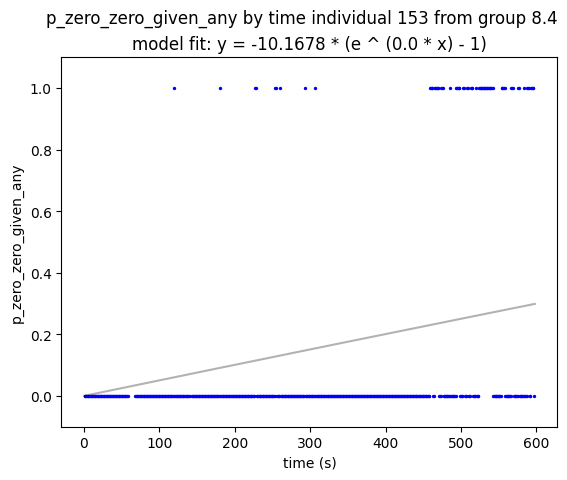 p_zero_zero_given_any by time individual 153 from group 8.4
model fit: y = -10.1678 * (e ^ (0.0 * x) - 1)
1.0
0.8
0.6
0.4
0.2
0.0
p_zero_zero_given_any
0 100 200 300 400 500 600
time (s)